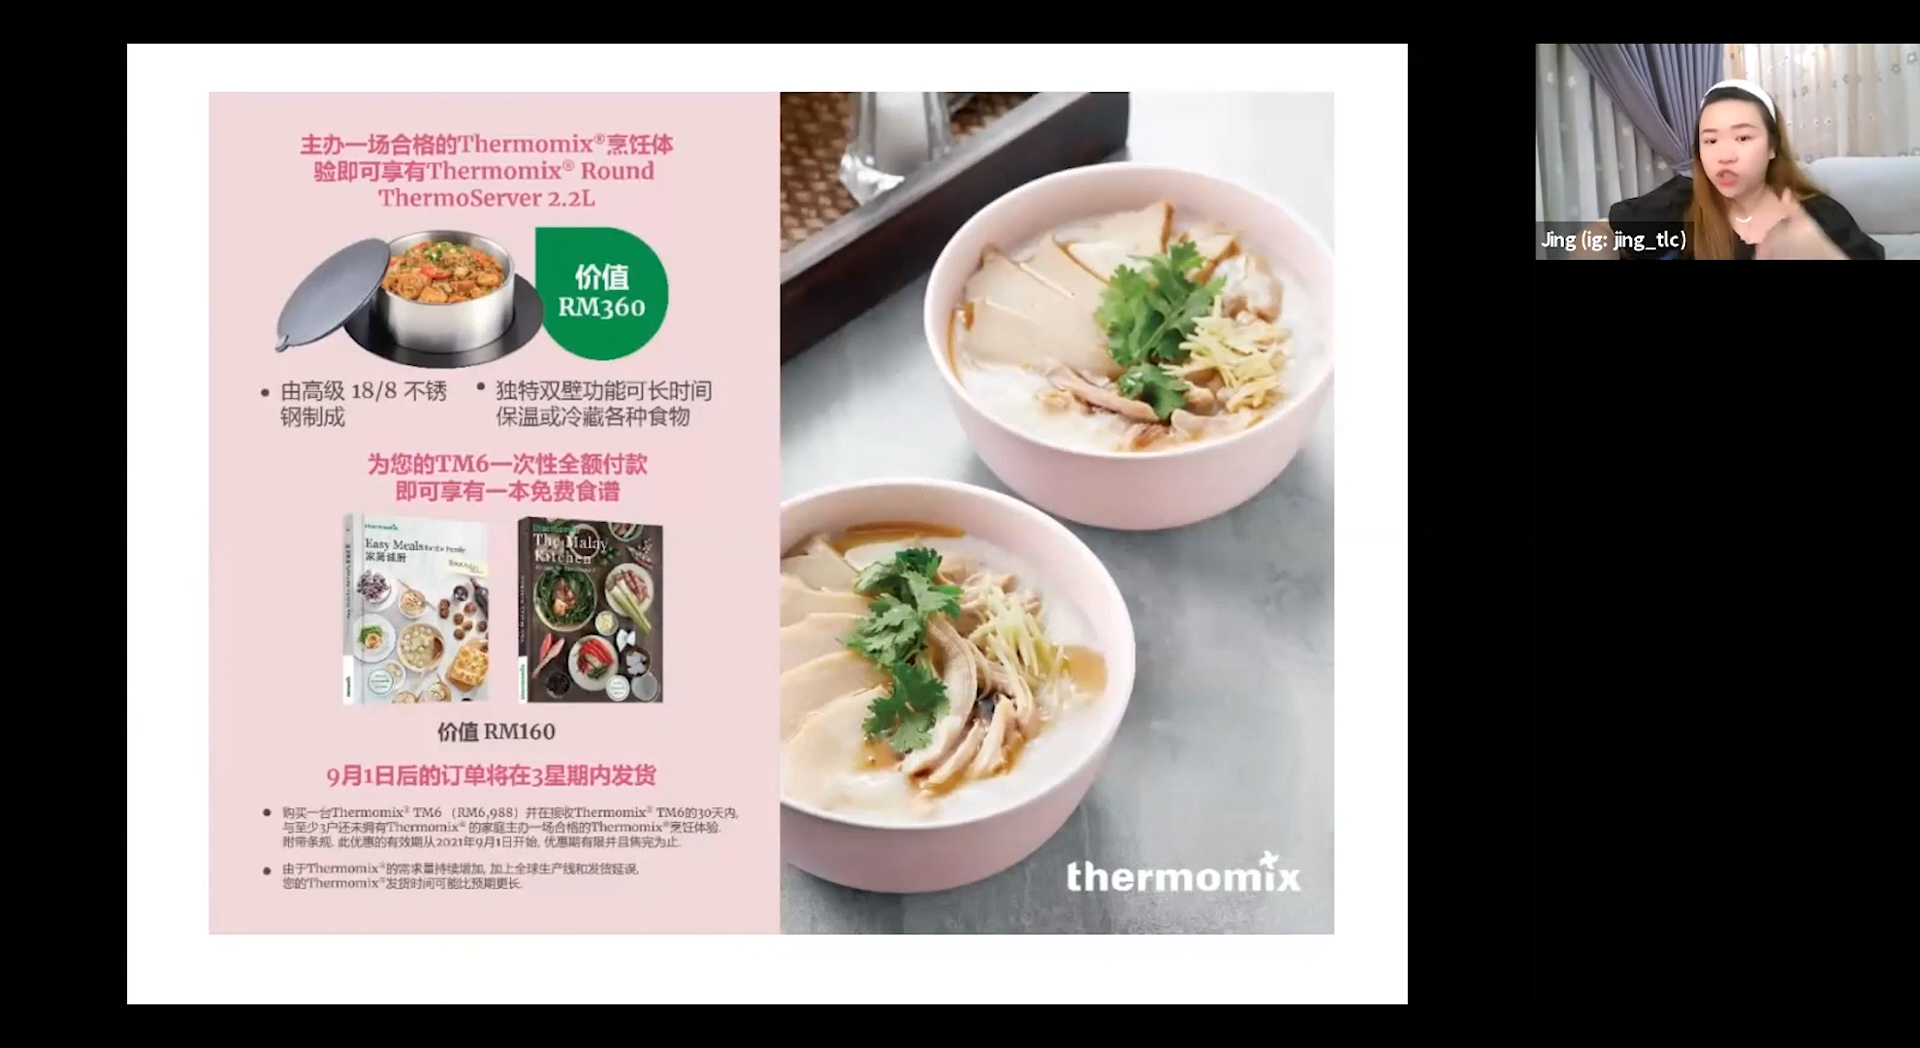 主办一场合格的Thermomix®烹饪体
验即可享有Thermomix® Round
ThermoServer 2.2L
价值
RM360
• 由高级 18/8 不锈
钢制成
• 独特双壁功能可长时间
保温或冷藏各种食物
为您的TM6一次性全额付款
即可享有一本免费食谱
thermomix
Easy Meals for the Family
家简诚厨
thermomix
The Malay
Kitchen
价值 RM160
9月1日后的订单将在3星期内发货
• 购买一台Thermomix® TM6 （RM6,988）并在接收Thermomix® TM6的30天内,
与至少3户还未拥有Thermomix® 的家庭主办一场合格的Thermomix®烹饪体验.
附带条规. 此优惠的有效期从2021年9月1日开始, 优惠期有限并且售完为止.
• 由于Thermomix®的需求量持续增加, 加上全球生产线和发货延误,
您的Thermomix®发货时间可能比预期更长.
thermomix
Jing (ig: jing_tlc)